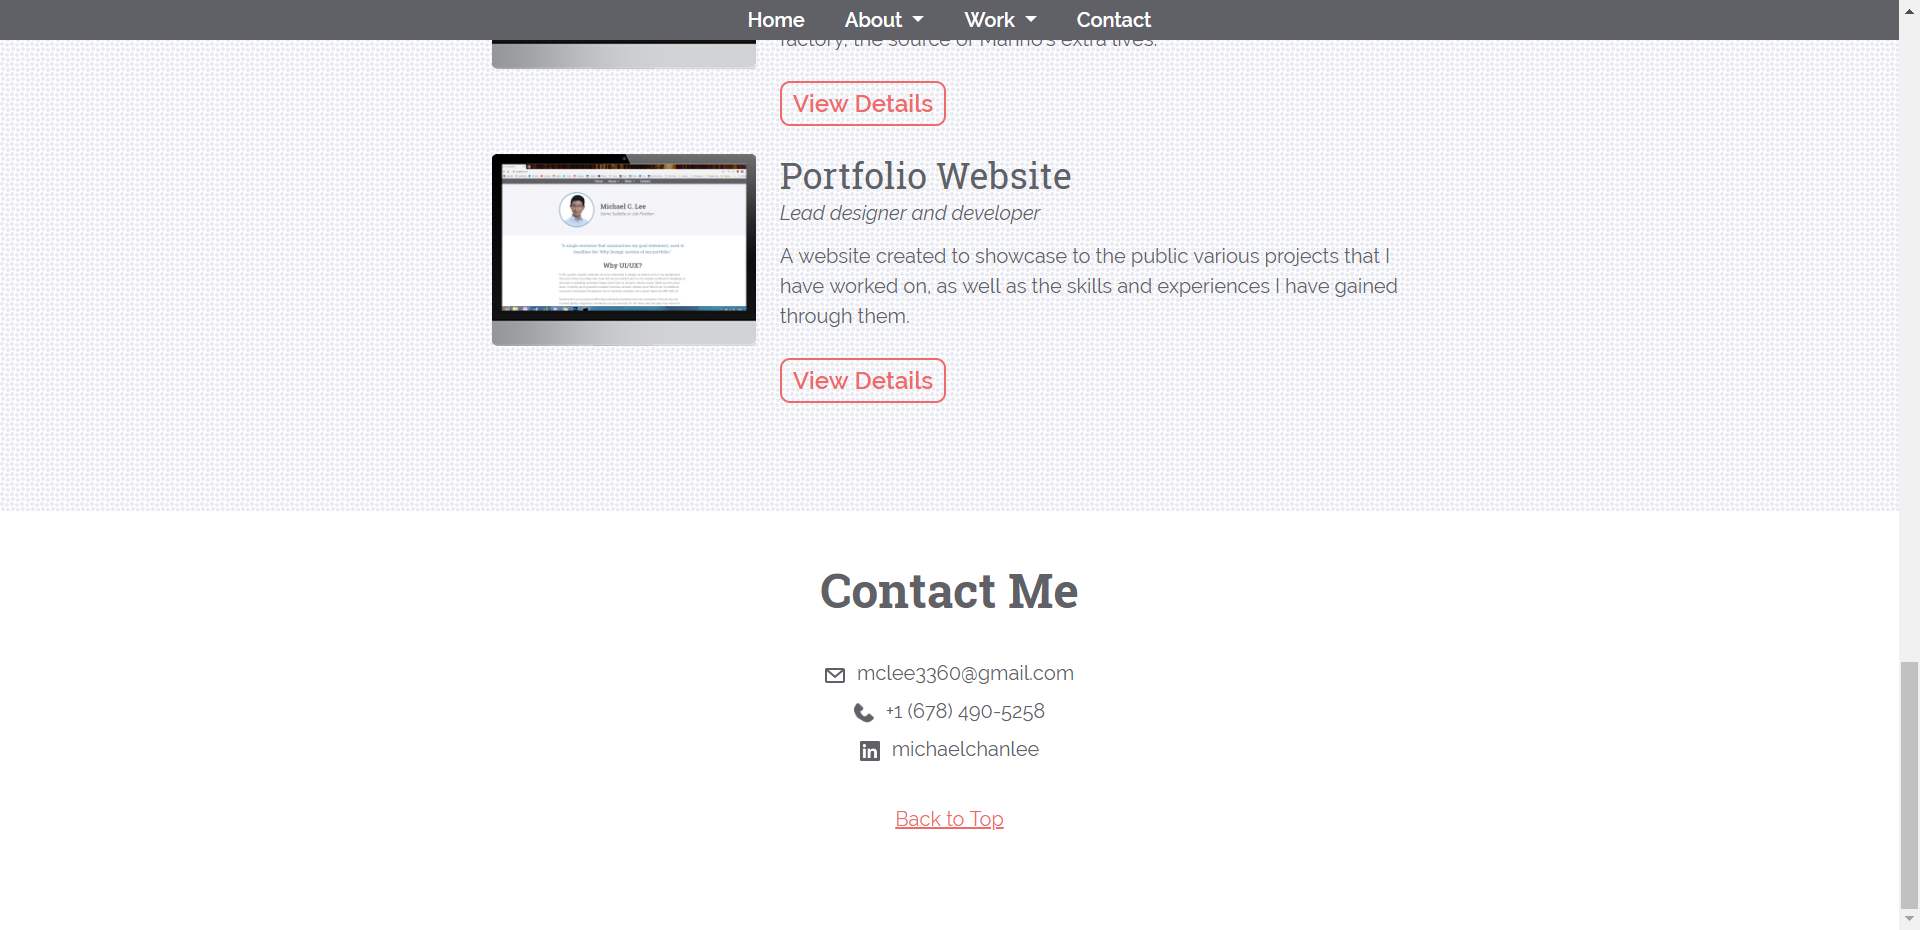 Home About Work Contact
factory, the source of Marino's extra lives.
View Details
Michael C. Lee
Portfolio Website
Lead designer and developer
Why UI/UX?
A website created to showcase to the public various projects that I
have worked on, as well as the skills and experiences I have gained
through them.
View Details
Contact Me
mclee3360@gmail.com
+1 (678) 490-5258
michaelchanlee
Back to Top